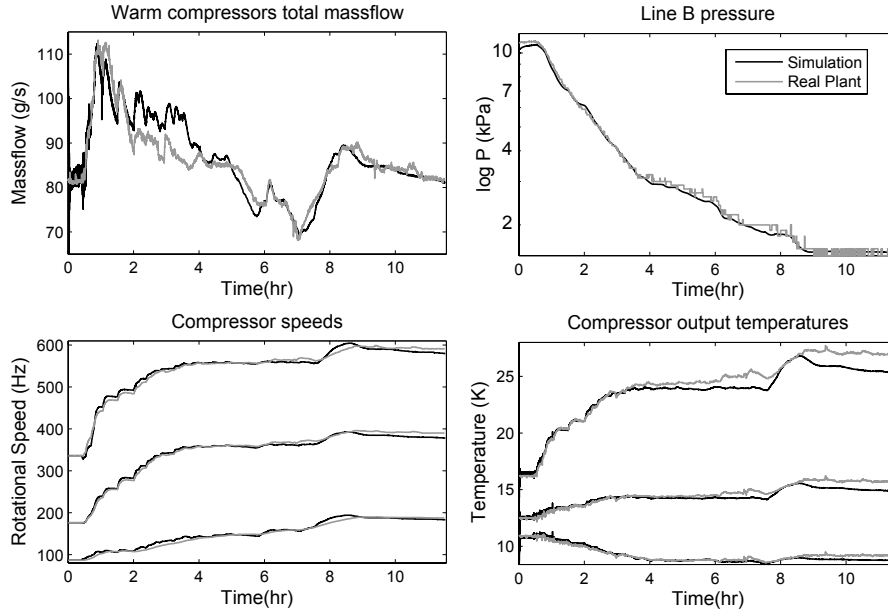 Warm compressors total massflow
Massflow (g/s)
110
100
90
80
70
0 2 4 6 8 10
Time(hr)
Line B pressure
log P (kPa)
10
7
4
2
0 2 4 6 8 10
Time(hr)
Simulation
Real Plant
Compressor speeds
Rotational Speed (Hz)
600
500
400
300
200
100
0 2 4 6 8 10
Time(hr)
Compressor output temperatures
Temperature (K)
25
20
15
10
0 2 4 6 8 10
Time(hr)